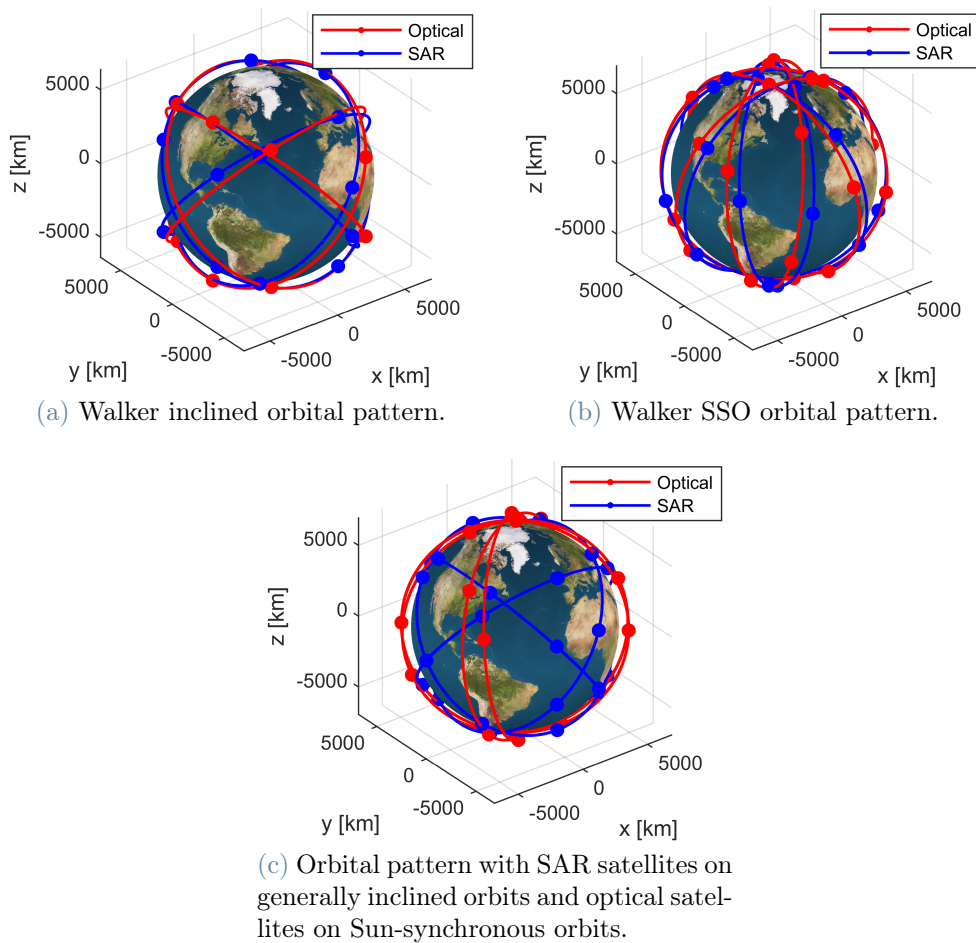 Optical
SAR
5000
0
-5000
z [km]
5000
0
-5000
y [km]
-5000
0
5000
x [km]
(a) Walker inclined orbital pattern.
Optical
SAR
5000
0
-5000
z [km]
5000
0
-5000
y [km]
-5000
0
5000
x [km]
(b) Walker SSO orbital pattern.
Optical
SAR
5000
0
-5000
z [km]
5000
0
-5000
y [km]
-5000
0
5000
x [km]
(c) Orbital pattern with SAR satellites on
generally inclined orbits and optical satel-
lites on Sun-synchronous orbits.